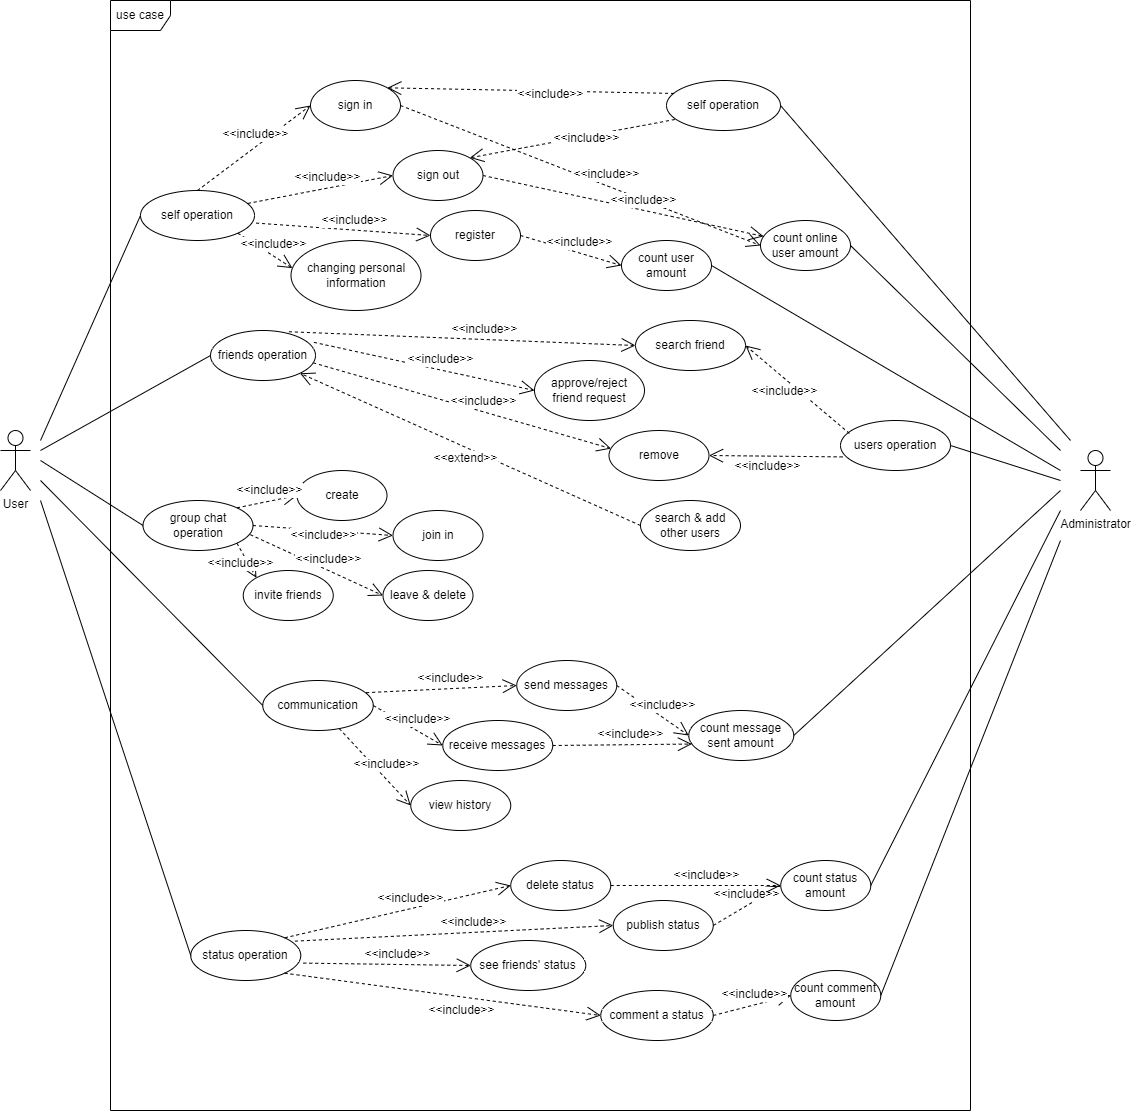 use case
sign in
<<include>>
self operation
<<include>>
<<include>>
sign out
<<include>>
<<include>>
<<include>>
self operation
<<include>>
register
<<include>>
<<include>>
count online
user amount
changing personal
information
count user
amount
friends operation
<<include>>
search friend
<<include>>
approve/reject
friend request
<<include>>
<<include>>
users operation
User
<<extend>>
remove
<<include>>
Administrator
<<include>>
create
group chat
operation
<<include>>
join in
search & add
other users
<<include>>
<<include>>
invite friends
leave & delete
communication
<<include>>
send messages
<<include>>
<<include>>
receive messages
<<include>>
count message
sent amount
<<include>>
view history
<<include>>
delete status
<<include>>
<<include>>
count status
amount
<<include>>
publish status
status operation
<<include>>
see friends' status
<<include>>
comment a status
<<include>>
count comment
amount